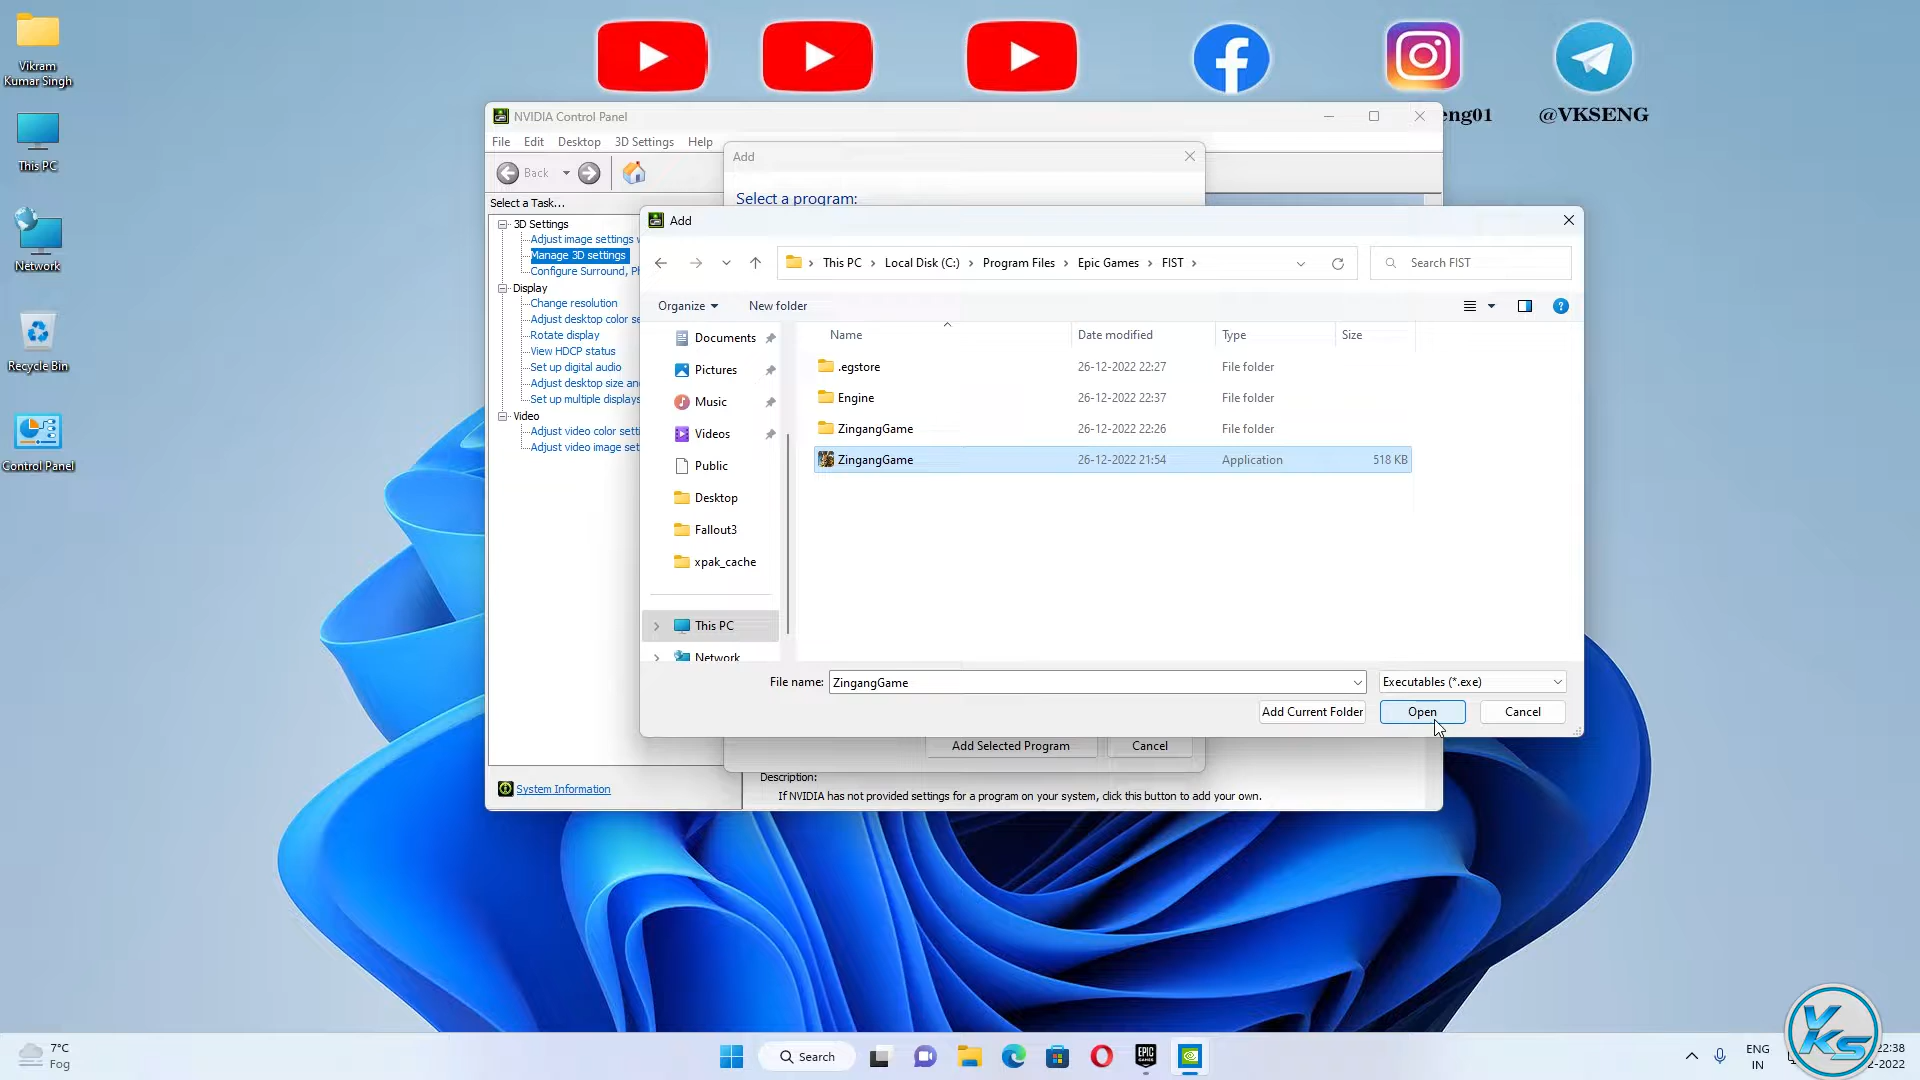 Vikram
Kumar Singh
This PC
Network
Recycle Bin
Control Panel
eng01
@VKSENG
NVIDIA Control Panel
File Edit Desktop 3D Settings Help
Back
Select a Task...
3D Settings
Adjust image settings w
Manage 3D settings
Configure Surround, Ph
Display
Change resolution
Adjust desktop color se
Rotate display
View HDCP status
Set up digital audio
Adjust desktop size an
Set up multiple displays
Video
Adjust video color setti
Adjust video image set
System Information
Add
Select a program:
Add
This PC > Local Disk (C:) > Program Files > Epic Games > FIST >
Search FIST
Organize New folder
Documents
Pictures
Music
Videos
Public
Desktop
Fallout3
xpak_cache
This PC
Network
Name Date modified Type Size
.egstore 26-12-2022 22:27 File folder
Engine 26-12-2022 22:37 File folder
ZingangGame 26-12-2022 22:26 File folder
ZingangGame 26-12-2022 21:54 Application 518 KB
File name: ZingangGame Executables (*.exe)
Add Current Folder Open Cancel
Add Selected Program Cancel
Description:
If NVIDIA has not provided settings for a program on your system, click this button to add your own.
7°C
Fog
Search
EPIC
GAMES
ENG
IN
22:38
2-2022
VKS